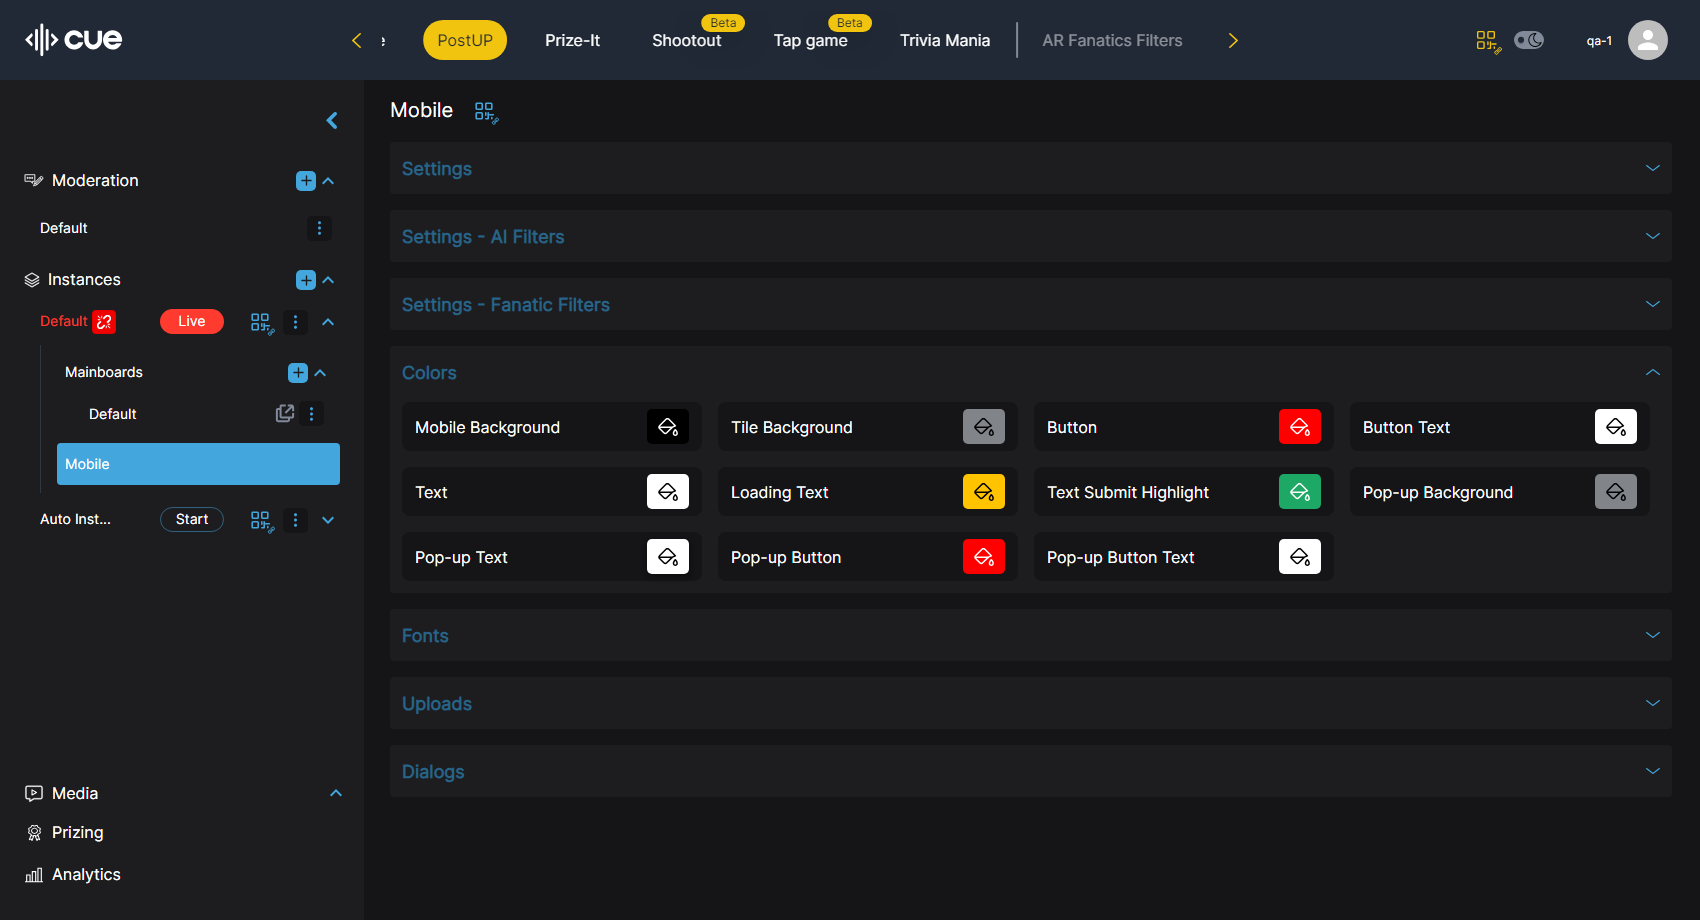 cue
e
PostUP
Prize-It
Shootout
Beta
Tap game
Beta
Trivia Mania
AR Fanatics Filters
qa-1
Moderation
Default
Instances
Default
Live
Mainboards
Default
Mobile
Auto Inst...
Start
Media
Prizing
Analytics
Mobile
Settings
Settings - AI Filters
Settings - Fanatic Filters
Colors
Mobile Background
Tile Background
Button
Button Text
Text
Loading Text
Text Submit Highlight
Pop-up Background
Pop-up Text
Pop-up Button
Pop-up Button Text
Fonts
Uploads
Dialogs